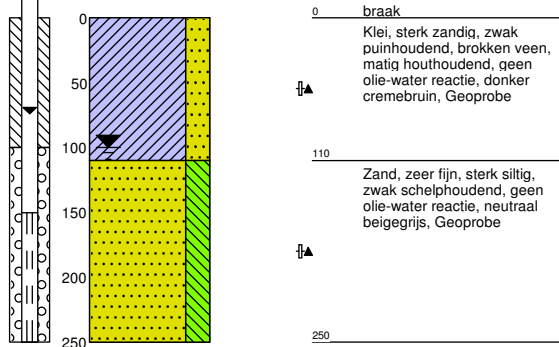 0
50
100
150
200
250
0
braak
Klei, sterk zandig, zwak
puinhoudend, brokken veen,
matig houthoudend, geen
olie-water reactie, donker
cremebruin, Geoprobe
110
Zand, zeer fijn, sterk siltig,
zwak schelphoudend, geen
olie-water reactie, neutraal
beigegrijs, Geoprobe
250